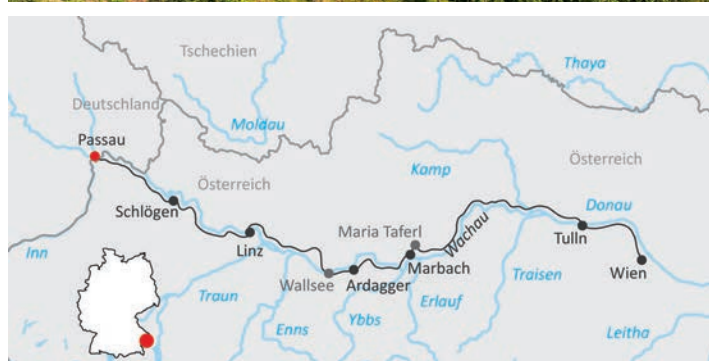 Tschechien
Thaya
Deutschland
Moldau
Passau
Kamp
Österreich
Österreich
Schlögen
Donau
Maria Taferl
Wachau
Linz
Tulln
Inn
Marbach
Wien
Wallsee
Ardagger
Traun
Traisen
Enns
Ybbs
Erlauf
Leitha